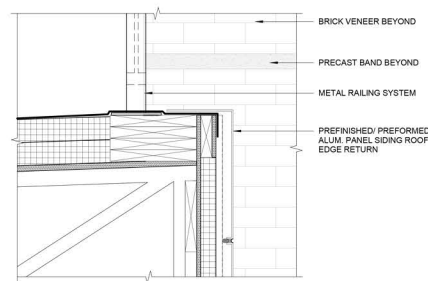 BRICK VENEER BEYOND
PRECAST BAND BEYOND
METAL RAILING SYSTEM
PREFINISHED/ PREFORMED
ALUM. PANEL SIDING ROOF
EDGE RETURN